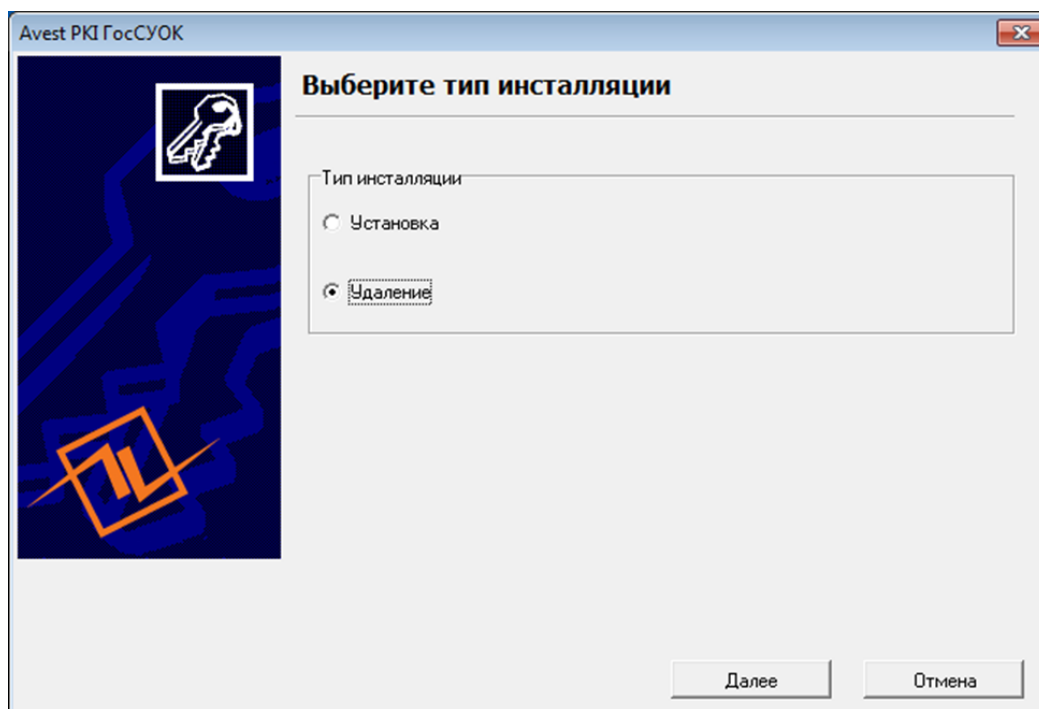 Avest PKI ГосСУОК
Выберите тип инсталляции
Тип инсталляции
Установка
Удаление
Далее
Отмена